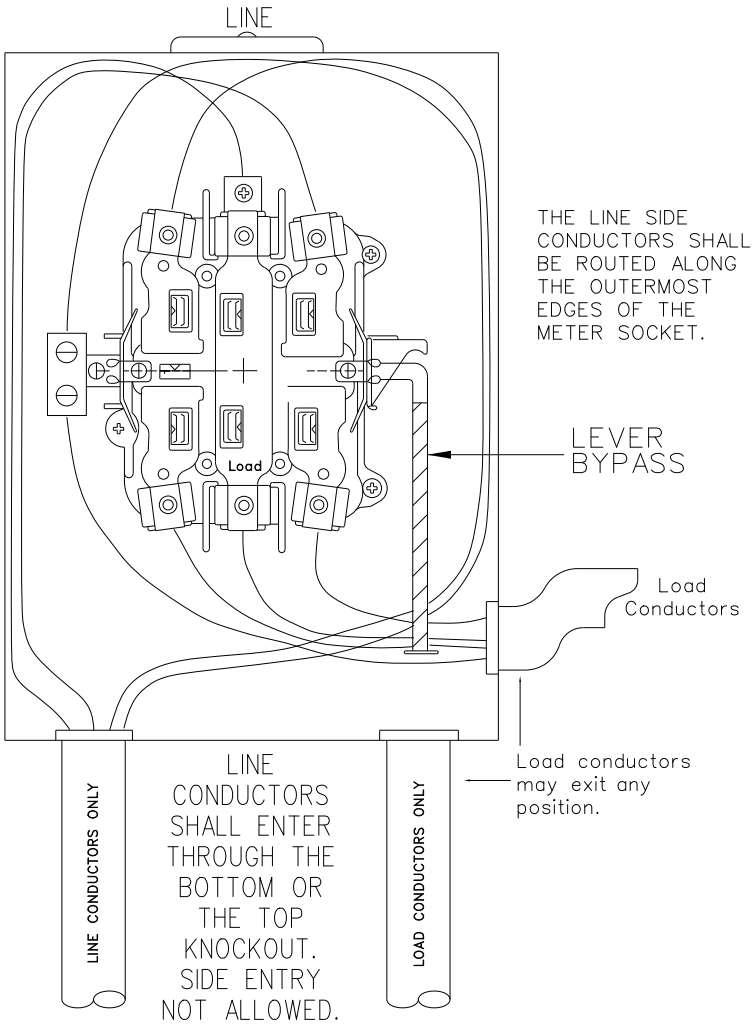 LINE
THE LINE SIDE
CONDUCTORS SHALL
BE ROUTED ALONG
THE OUTERMOST
EDGES OF THE
METER SOCKET.
LEVER
BYPASS
Load
Load
Conductors
Load conductors
may exit any
position.
LINE CONDUCTORS ONLY
LINE
CONDUCTORS
SHALL ENTER
THROUGH THE
BOTTOM OR
THE TOP
KNOCKOUT.
SIDE ENTRY
NOT ALLOWED.
LOAD CONDUCTORS ONLY